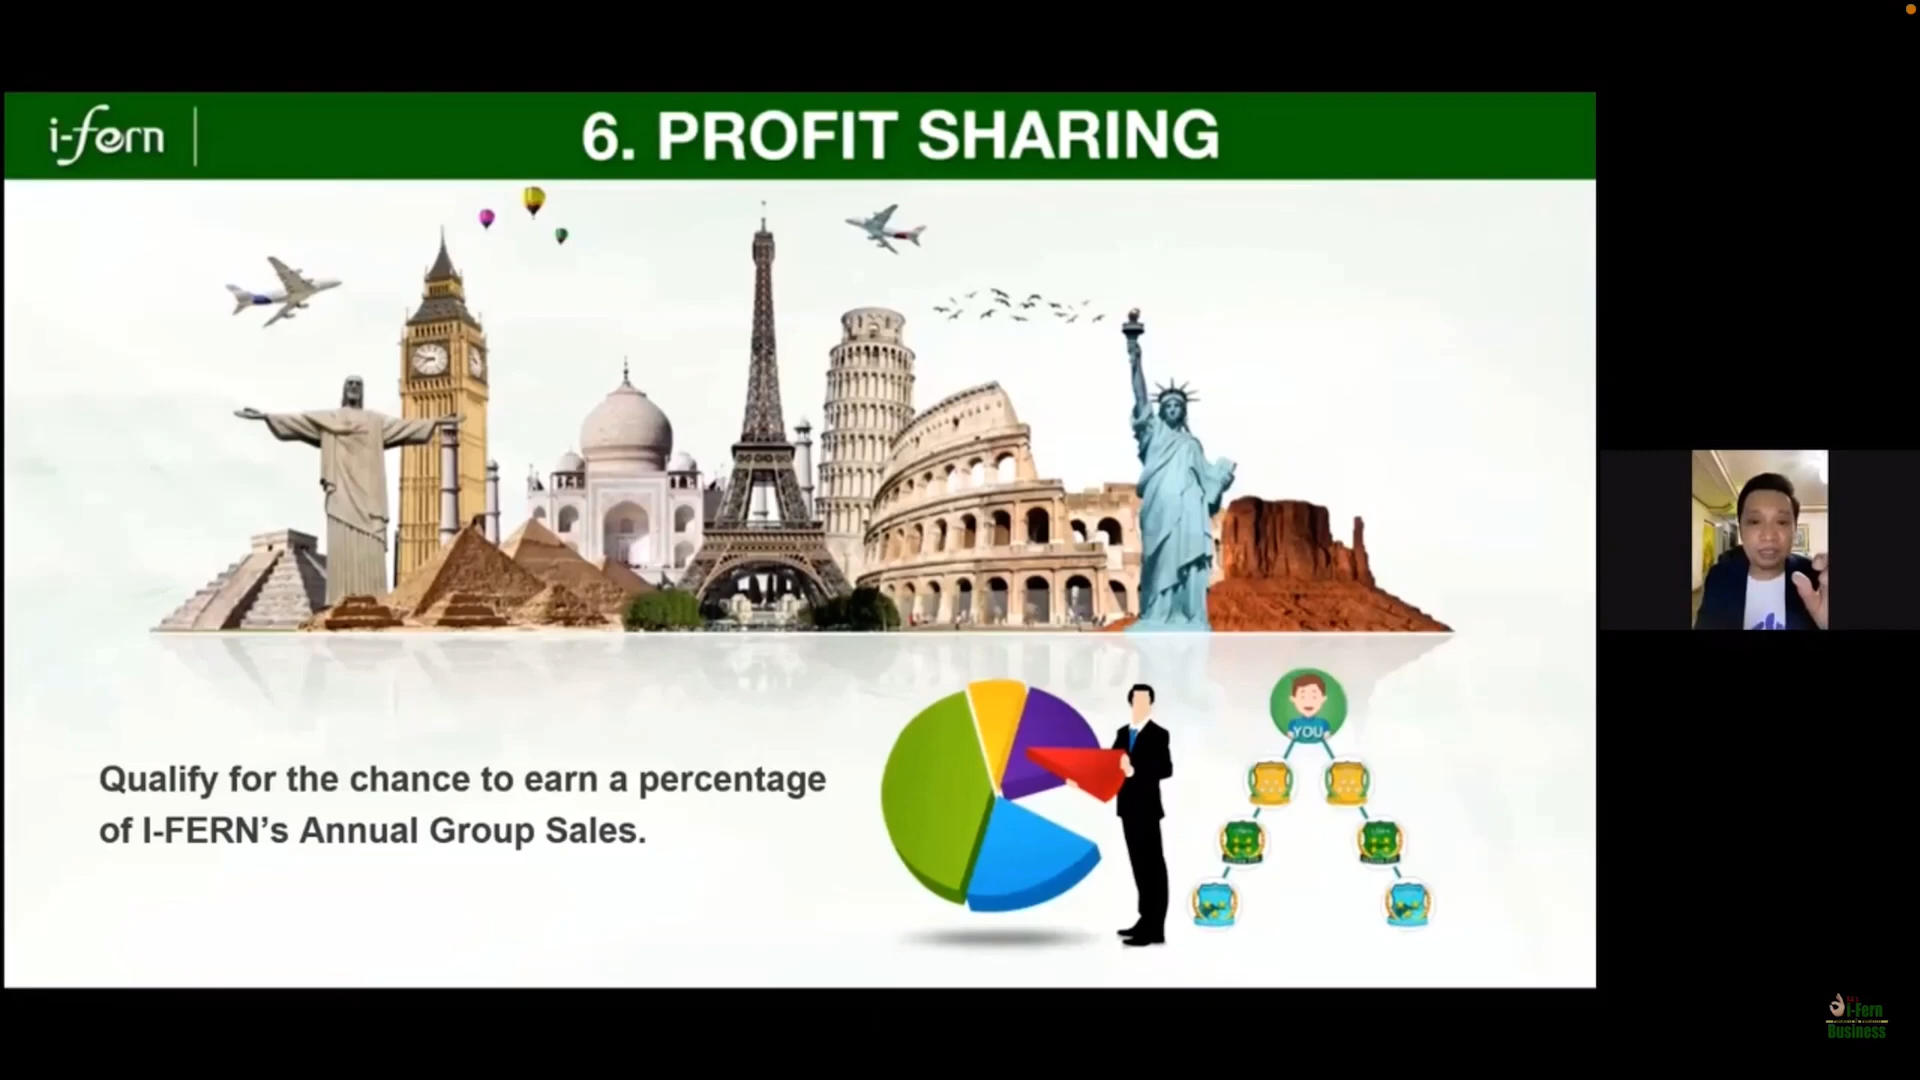 i-fern
6. PROFIT SHARING
YOU
Qualify for the chance to earn a percentage
of I-FERN's Annual Group Sales.
I-Fern
Business